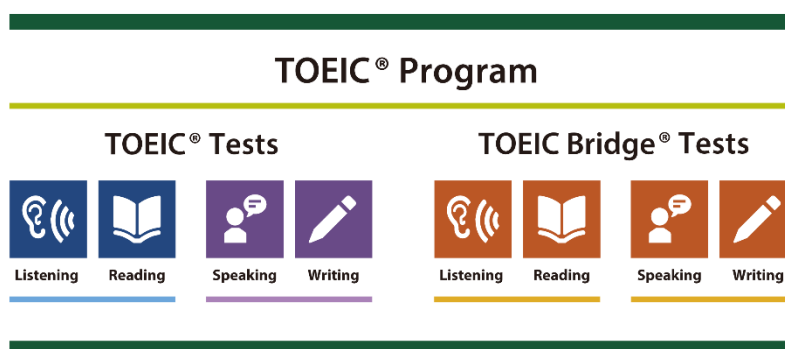 TOEIC® Program
TOEIC® Tests
Listening Reading Speaking Writing
TOEIC Bridge® Tests
Listening Reading Speaking Writing